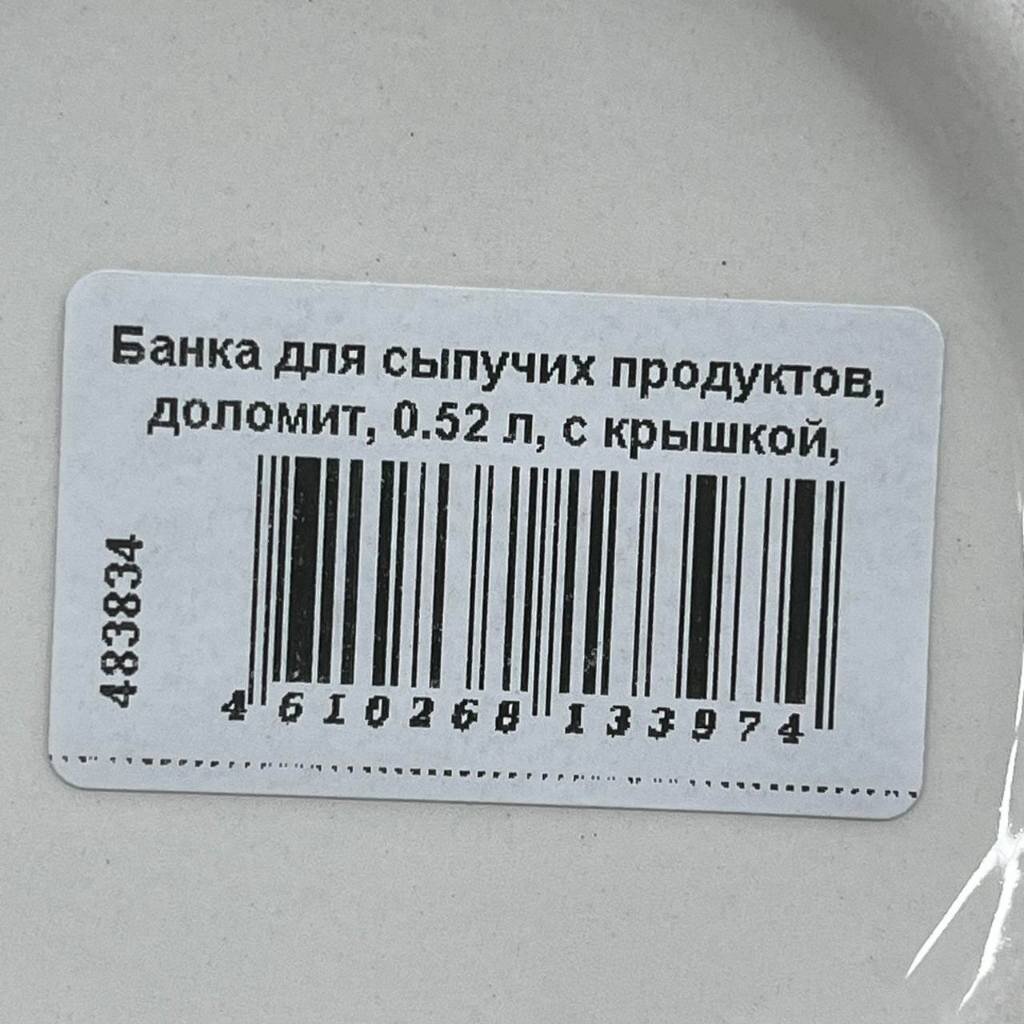 Банка для сыпучих продуктов,
доломит, 0.52 л, с крышкой,
483834
4 610268 133974